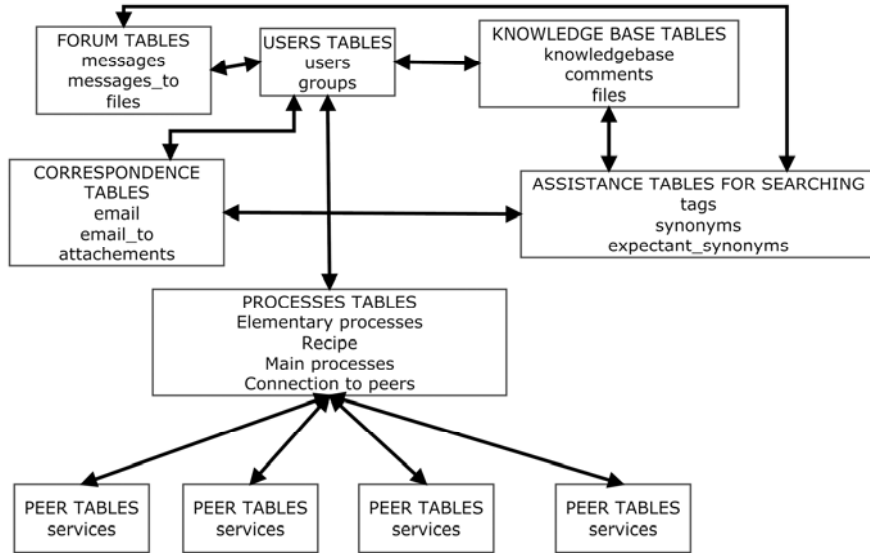 FORUM TABLES
messages
messages_to
files
USERS TABLES
users
groups
KNOWLEDGE BASE TABLES
knowledgebase
comments
files
CORRESPONDENCE
TABLES
email
email_to
attachements
ASSISTANCE TABLES FOR SEARCHING
tags
synonyms
expectant_synonyms
PROCESSES TABLES
Elementary processes
Recipe
Main processes
Connection to peers
PEER TABLES
services
PEER TABLES
services
PEER TABLES
services
PEER TABLES
services